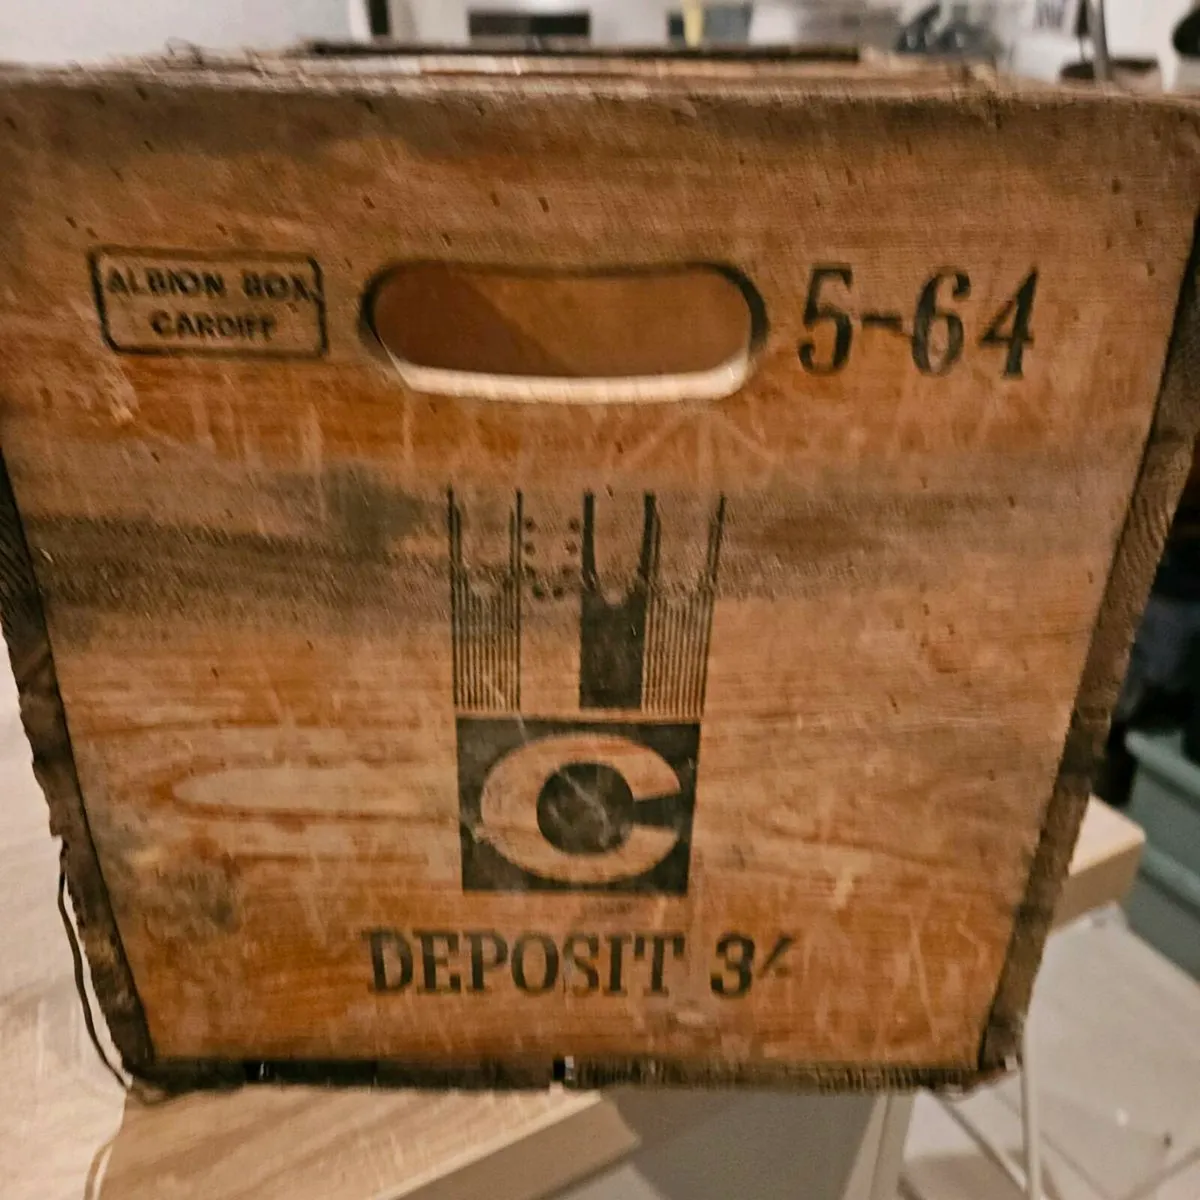 ALBION BOX
CARDIFF
5-64
C
DEPOSIT 3/-